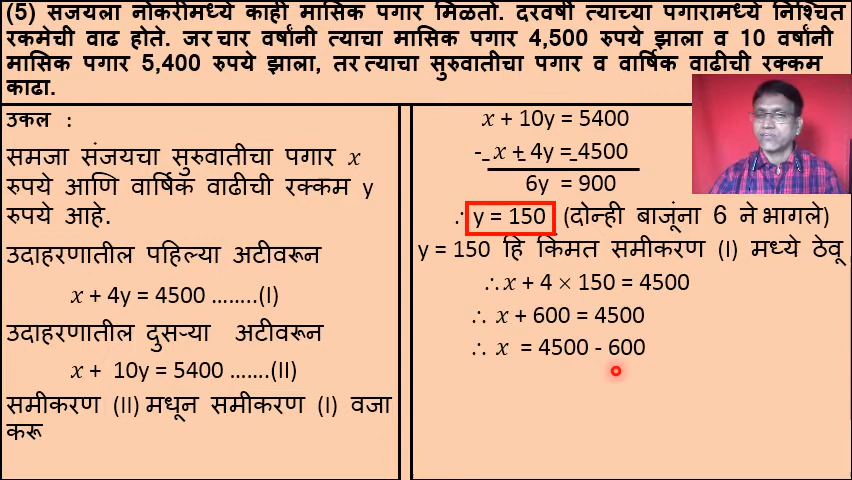 (5) संजयला नोकरीमध्ये काही मासिक पगार मिळतो. दरवर्षी त्याच्या पगारामध्ये निश्चित
रकमेची वाढ होते. जर चार वर्षांनी त्याचा मासिक पगार 4,500 रुपये झाला व 10 वर्षांनी
मासिक पगार 5,400 रुपये झाला, तर त्याचा सुरुवातीचा पगार व वार्षिक वाढीची रक्कम
काढा.
उकल :
समजा संजयचा सुरुवातीचा पगार x
रुपये आणि वार्षिक वाढीची रक्कम y
रुपये आहे.
उदाहरणातील पहिल्या अटीवरून
x + 4y = 4500 ........(I)
उदाहरणातील दुसऱ्या अटीवरून
x + 10y = 5400 .......(II)
समीकरण (II) मधून समीकरण (I) वजा
करू
x + 10y = 5400
- x + 4y = 4500
6y = 900
∴ y = 150 (दोन्ही बाजूंना 6 ने भागले)
y = 150 हि किंमत समीकरण (I) मध्ये ठेवू
∴ x + 4 × 150 = 4500
∴ x + 600 = 4500
∴ x = 4500 - 600